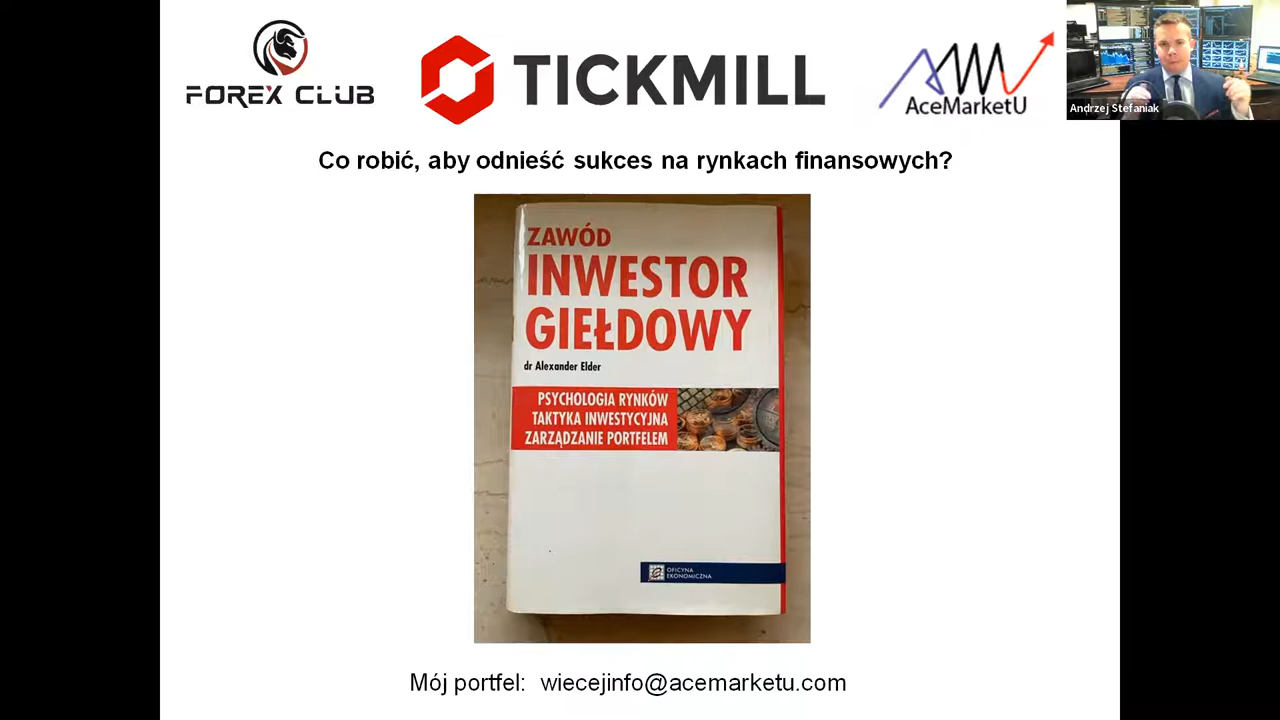 FOREX CLUB
TICKMILL
AceMarketU
Andrzej Stefaniak
Co robić, aby odnieść sukces na rynkach finansowych?
ZAWÓD
INWESTOR
GIEŁDOWY
dr Alexander Elder
PSYCHOLOGIA RYNKÓW
TAKTYKA INWESTYCYJNA
ZARZĄDZANIE PORTFELEM
OFICYNA
EKONOMICZNA
Mój portfel: wiecejinfo@acemarketu.com